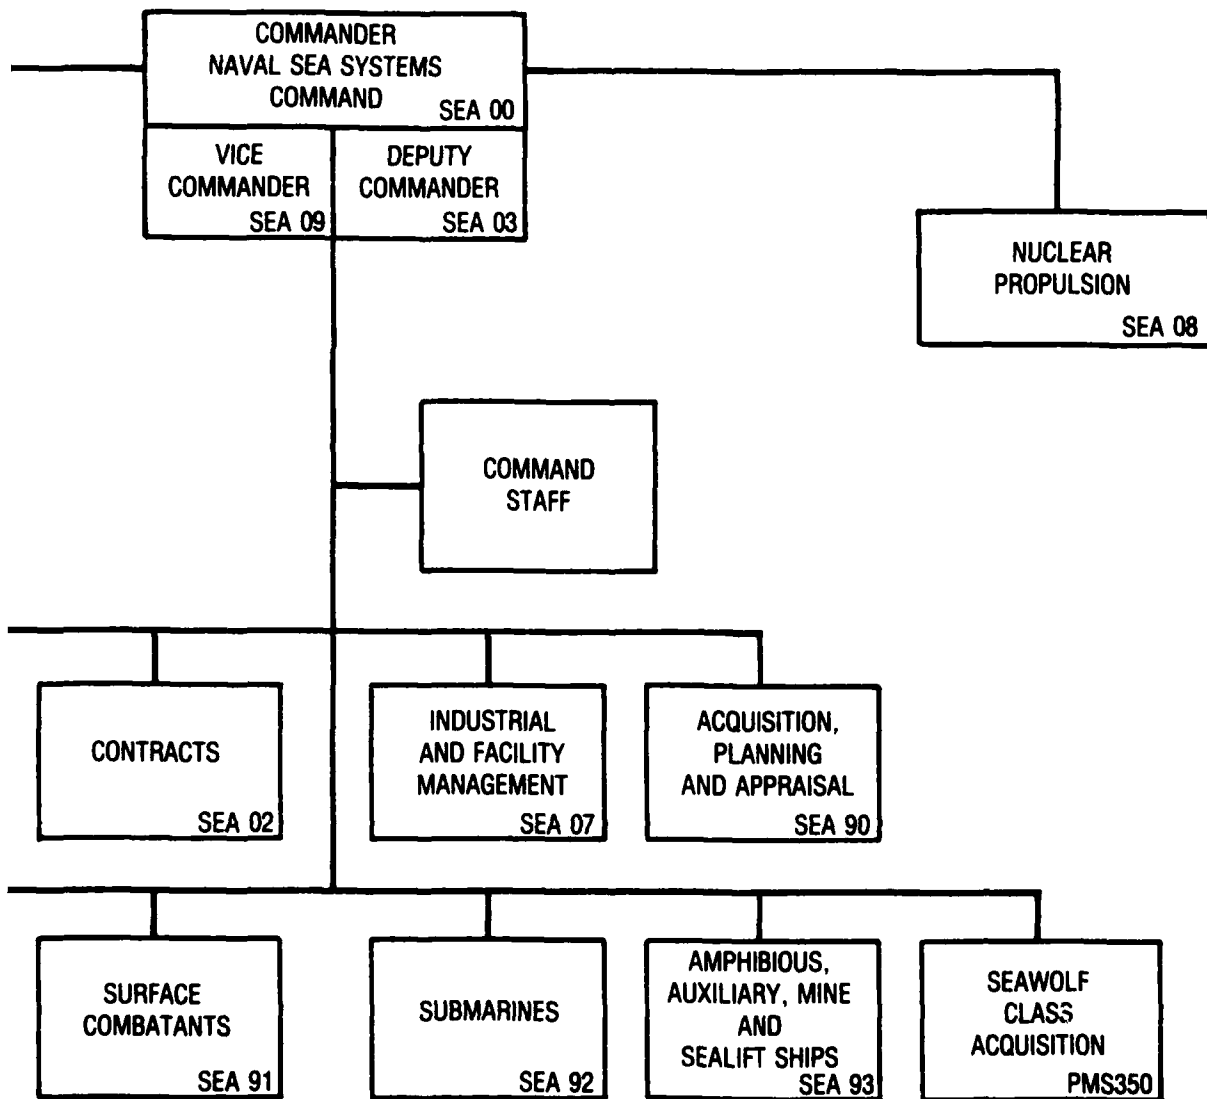 COMMANDER
NAVAL SEA SYSTEMS
COMMAND
SEA 00
VICE
COMMANDER
SEA 09
DEPUTY
COMMANDER
SEA 03
NUCLEAR
PROPULSION
SEA 08
COMMAND
STAFF
CONTRACTS
SEA 02
INDUSTRIAL
AND FACILITY
MANAGEMENT
SEA 07
ACQUISITION,
PLANNING
AND APPRAISAL
SEA 90
SURFACE
COMBATANTS
SEA 91
SUBMARINES
SEA 92
AMPHIBIOUS,
AUXILIARY, MINE
AND
SEALIFT SHIPS
SEA 93
SEAWOLF
CLASS
ACQUISITION
PMS350